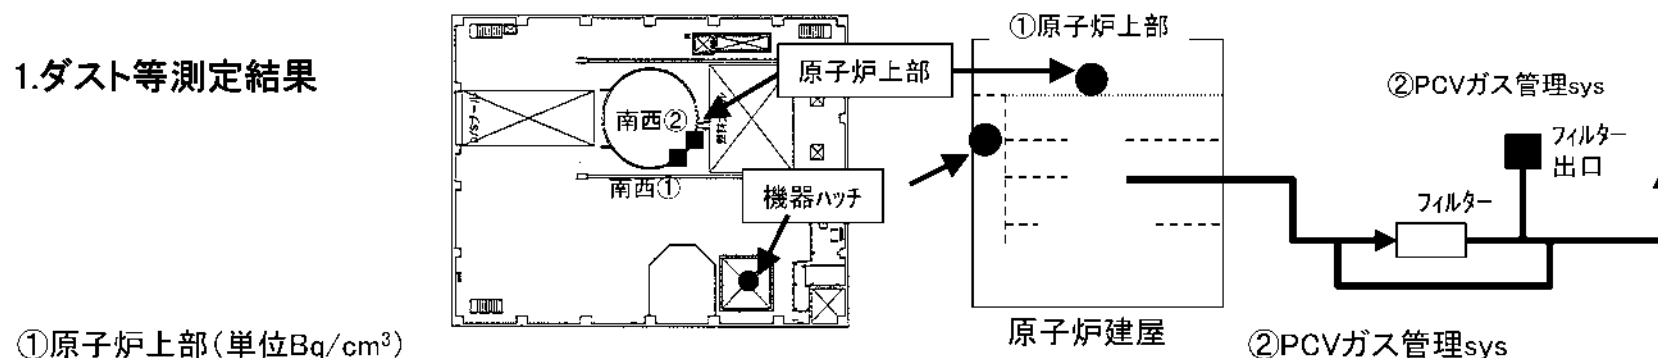 1.ダスト等測定結果
D/Sプール
南西②
南西①
原子炉上部
機器ハッチ
①原子炉上部
原子炉建屋
②PCVガス管理sys
フィルター
出口
フィルター
①原子炉上部(単位Bq/cm³)
②PCVガス管理sys